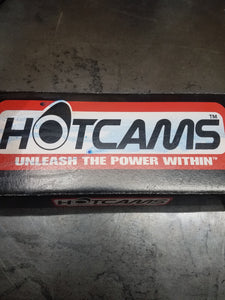 HOTCAMS™
UNLEASH THE POWER WITHIN™
HOTCAMS